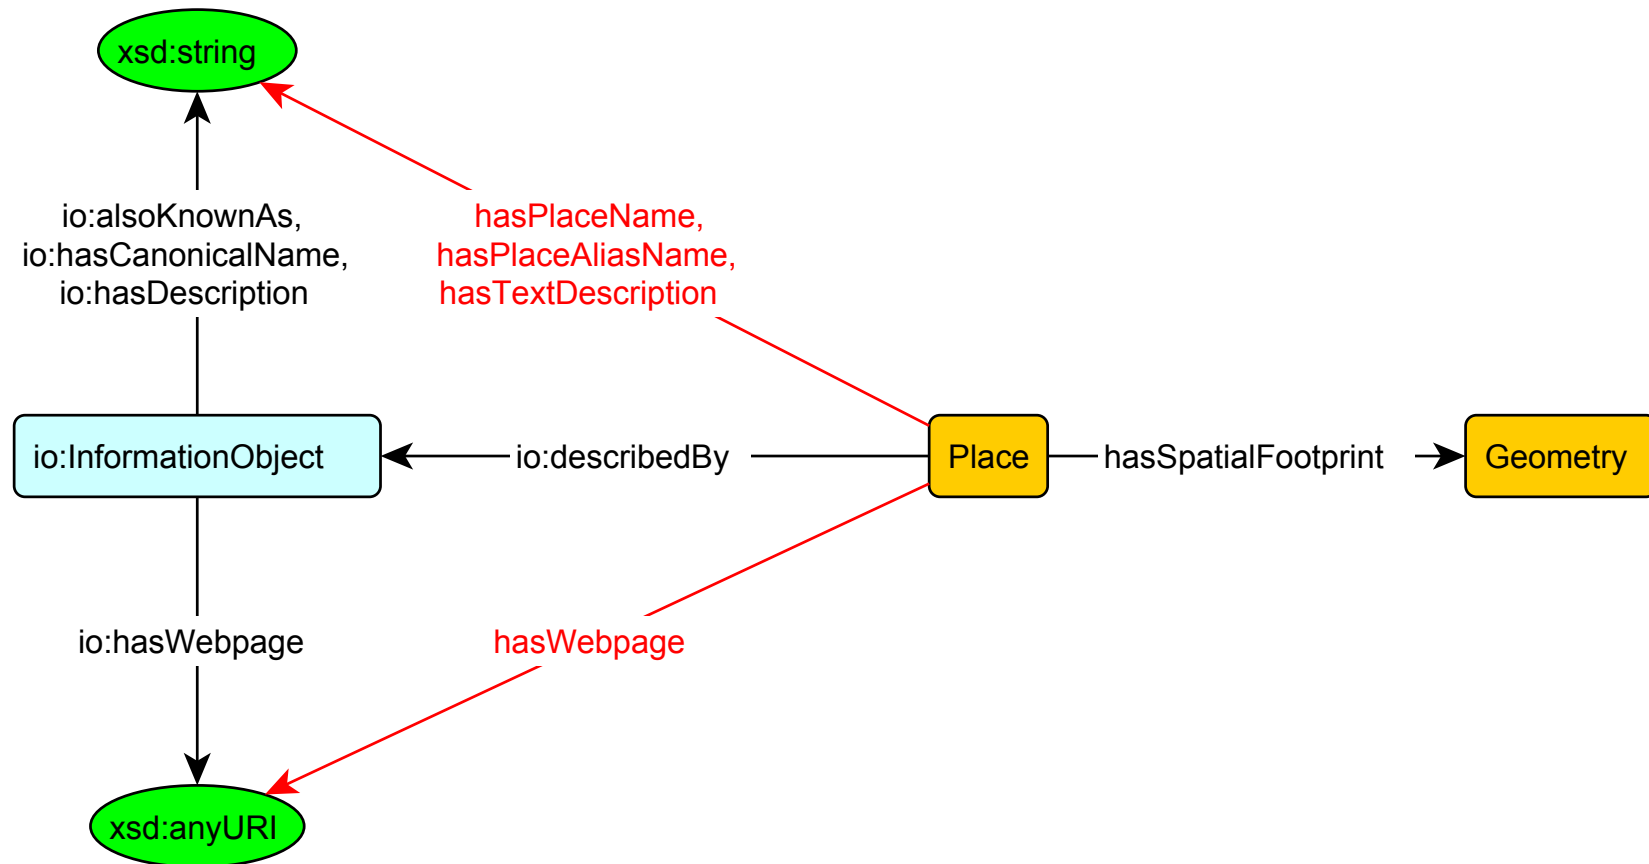 xsd:string
io:alsoKnownAs,
io:hasCanonicalName,
io:hasDescription
hasPlaceName,
hasPlaceAliasName,
hasTextDescription
io:InformationObject
io:describedBy
Place
hasSpatialFootprint
Geometry
io:hasWebpage
hasWebpage
xsd:anyURI